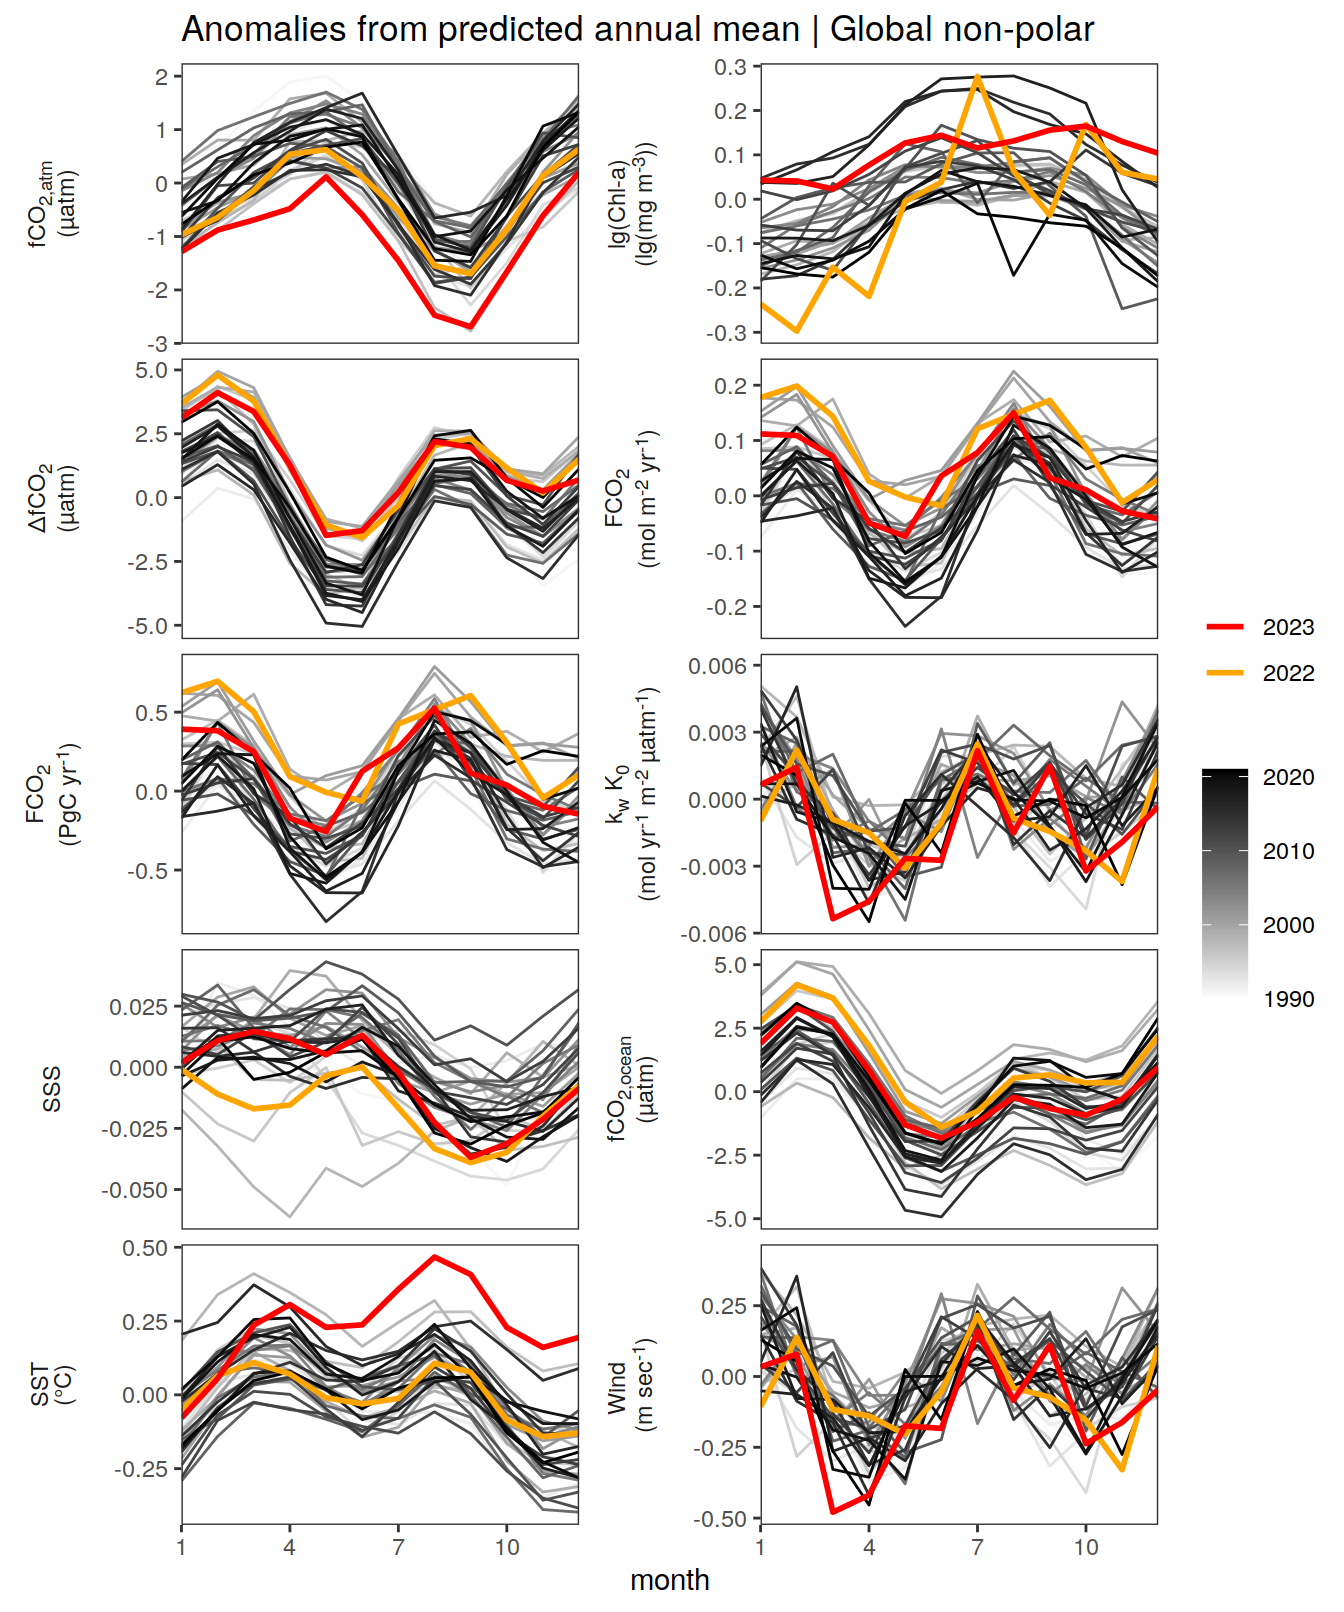 Anomalies from predicted annual mean | Global non-polar
fCO2,atm
(µatm)
2
1
0
-1
-2
-3
lg(Chl-a)
(lg(mg m-3))
0.3
0.2
0.1
0.0
-0.1
-0.2
-0.3
ΔfCO2
(µatm)
5.0
2.5
0.0
-2.5
-5.0
FCO2
(mol m-2 yr-1)
0.2
0.1
0.0
-0.1
-0.2
FCO2
(PgC yr-1)
0.5
0.0
-0.5
kw K0
(mol yr-1 m-2 µatm-1)
0.006
0.003
0.000
-0.003
-0.006
SSS
0.025
0.000
-0.025
-0.050
fCO2,ocean
(µatm)
5.0
2.5
0.0
-2.5
-5.0
SST
(°C)
0.50
0.25
0.00
-0.25
Wind
(m sec-1)
0.25
0.00
-0.25
-0.50
1 4 7 10
1 4 7 10
month
2023
2022
2020
2010
2000
1990